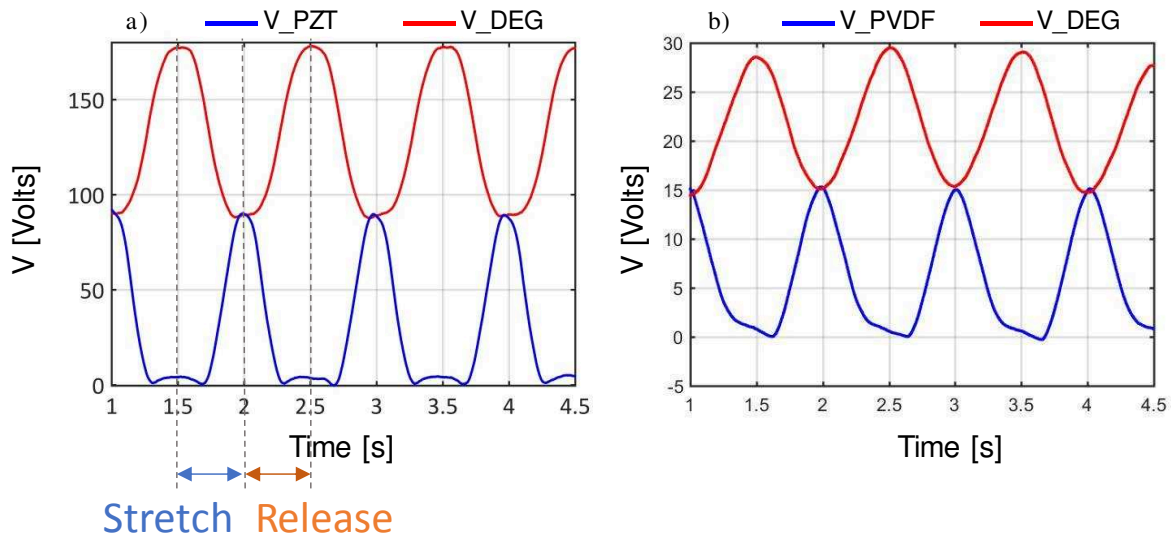 a) V_PZT V_DEG
V [Volts]
150
100
50
0
1 1.5 2 2.5 3 3.5 4 4.5
Time [s]
Stretch Release
b) V_PVDF V_DEG
V [Volts]
30
25
20
15
10
5
0
-5
1 1.5 2 2.5 3 3.5 4 4.5
Time [s]